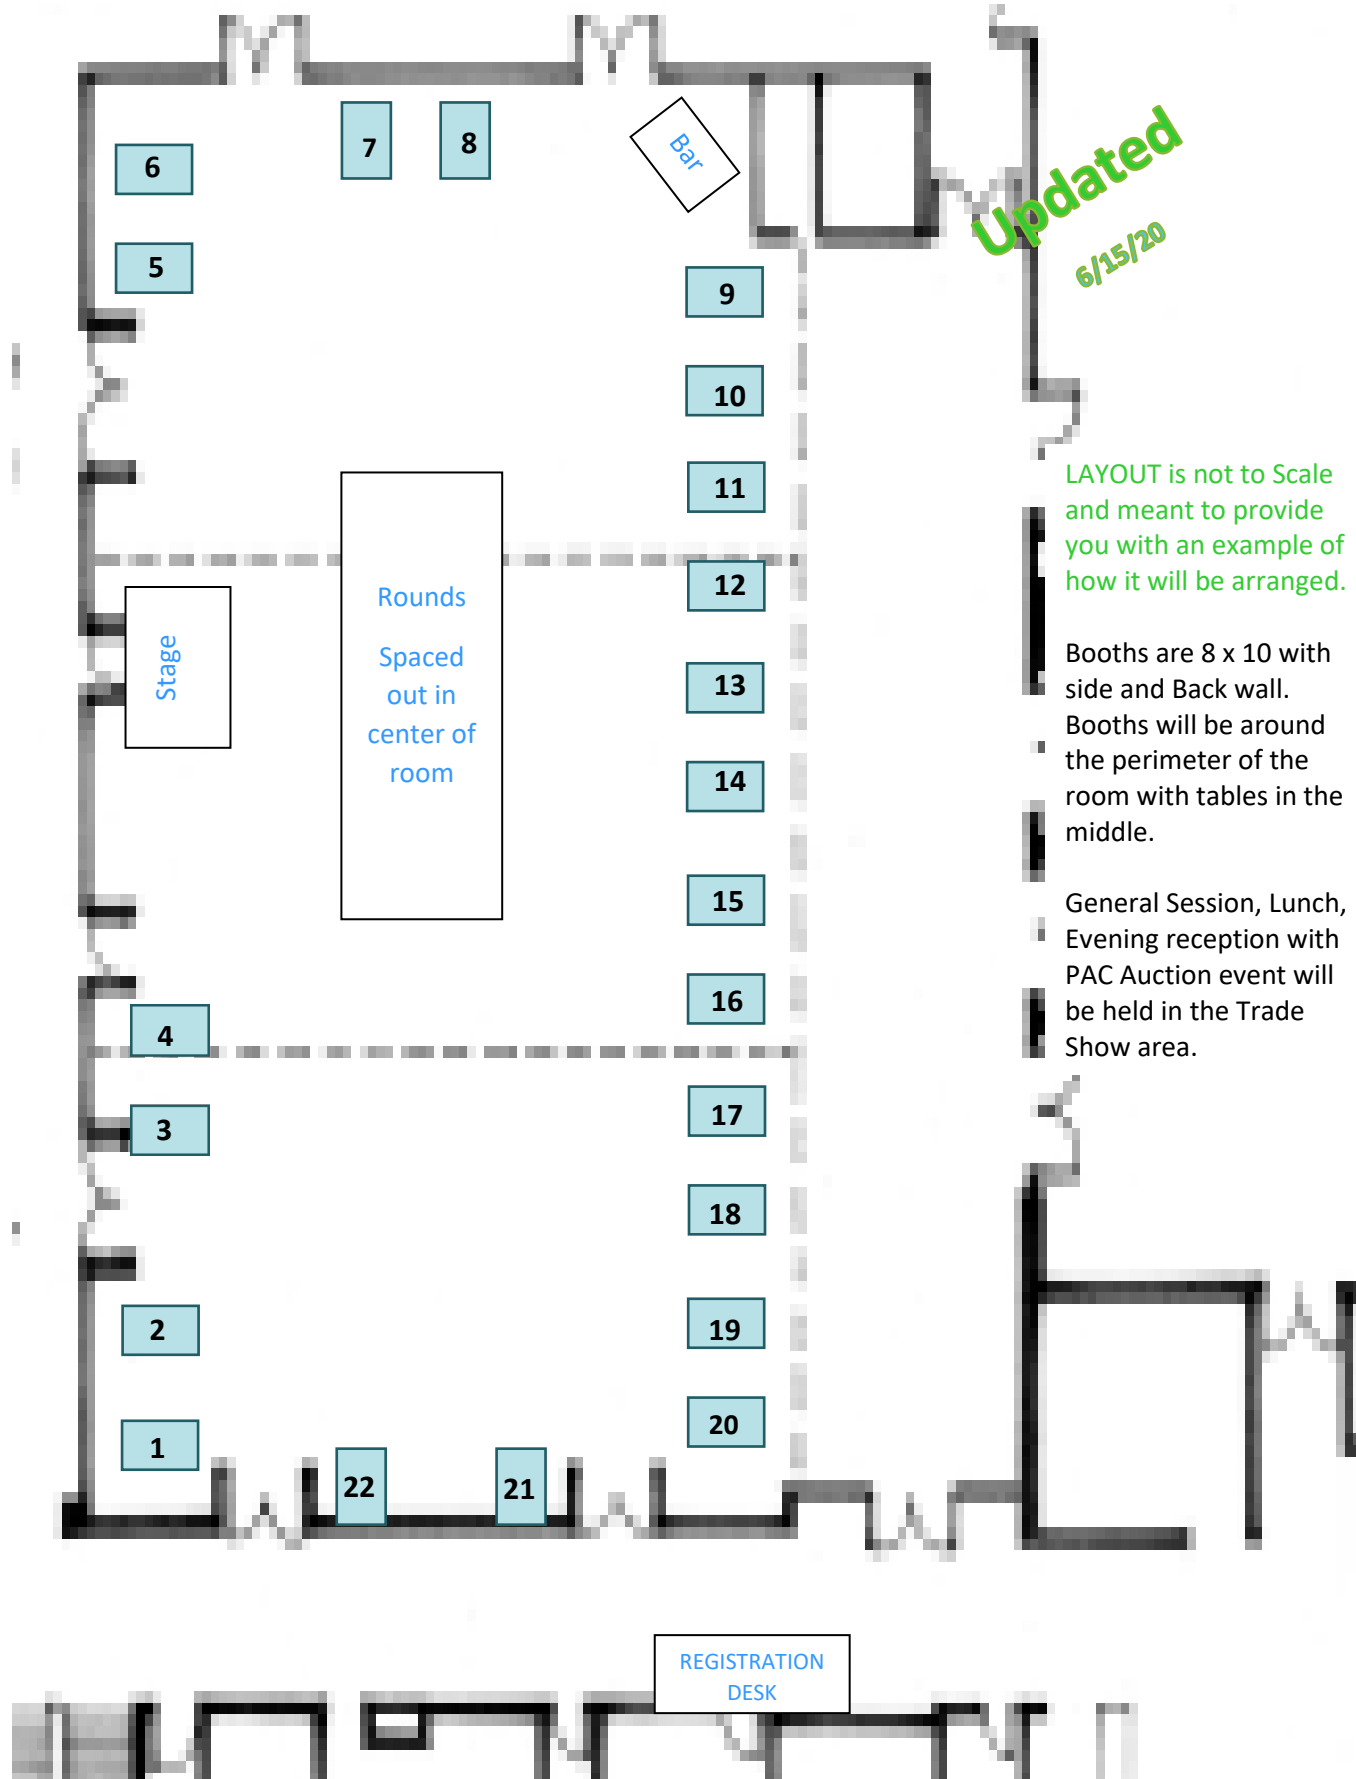 7
8
Bar
6
5
Updated
6/15/20
9
10
11
12
13
14
15
16
17
18
19
20
Rounds
Spaced
out in
center of
room
Stage
4
3
2
1
22
21
LAYOUT is not to Scale
and meant to provide
you with an example of
how it will be arranged.
Booths are 8 x 10 with
side and Back wall.
Booths will be around
the perimeter of the
room with tables in the
middle.
General Session, Lunch,
Evening reception with
PAC Auction event will
be held in the Trade
Show area.
REGISTRATION
DESK